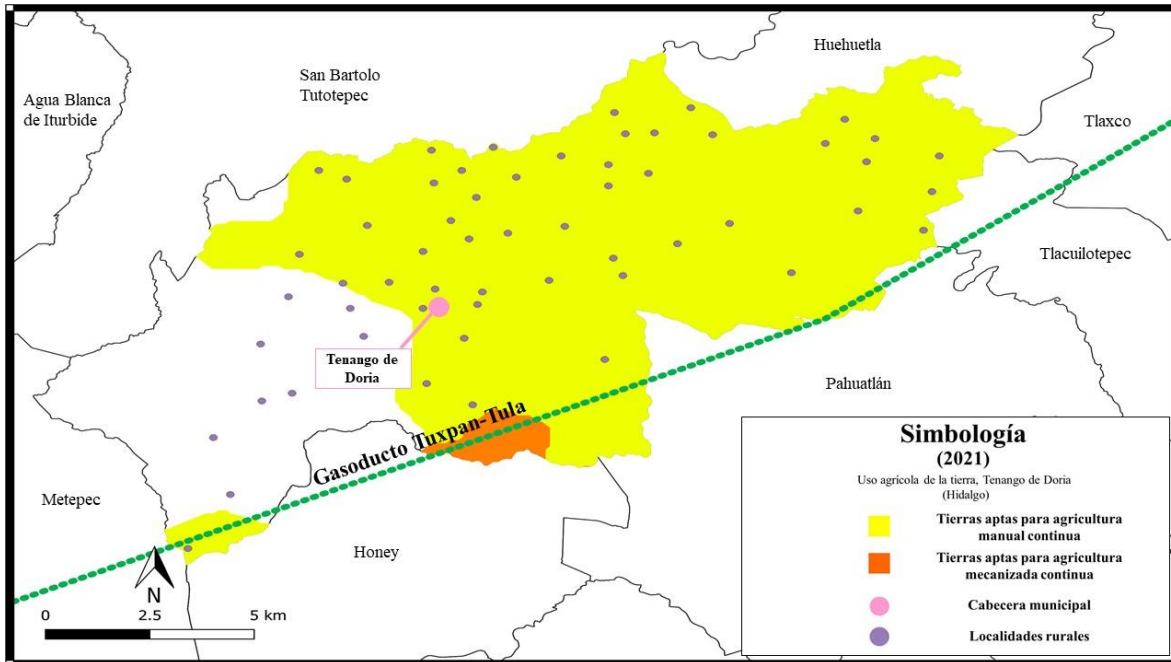 Huehuetla
San Bartolo
Tutotepec
Agua Blanca
de Iturbide
Tlaxco
Tlacuilotepec
Tenango de
Doria
Pahuatlán
Gasoducto Tuxpan-Tula
Metepec
Honey
N
0 2.5 5 km
Simbología
(2021)
Uso agrícola de la tierra, Tenango de Doria
(Hidalgo)
Tierras aptas para agricultura
manual continua
Tierras aptas para agricultura
mecanizada continua
Cabecera municipal
Localidades rurales